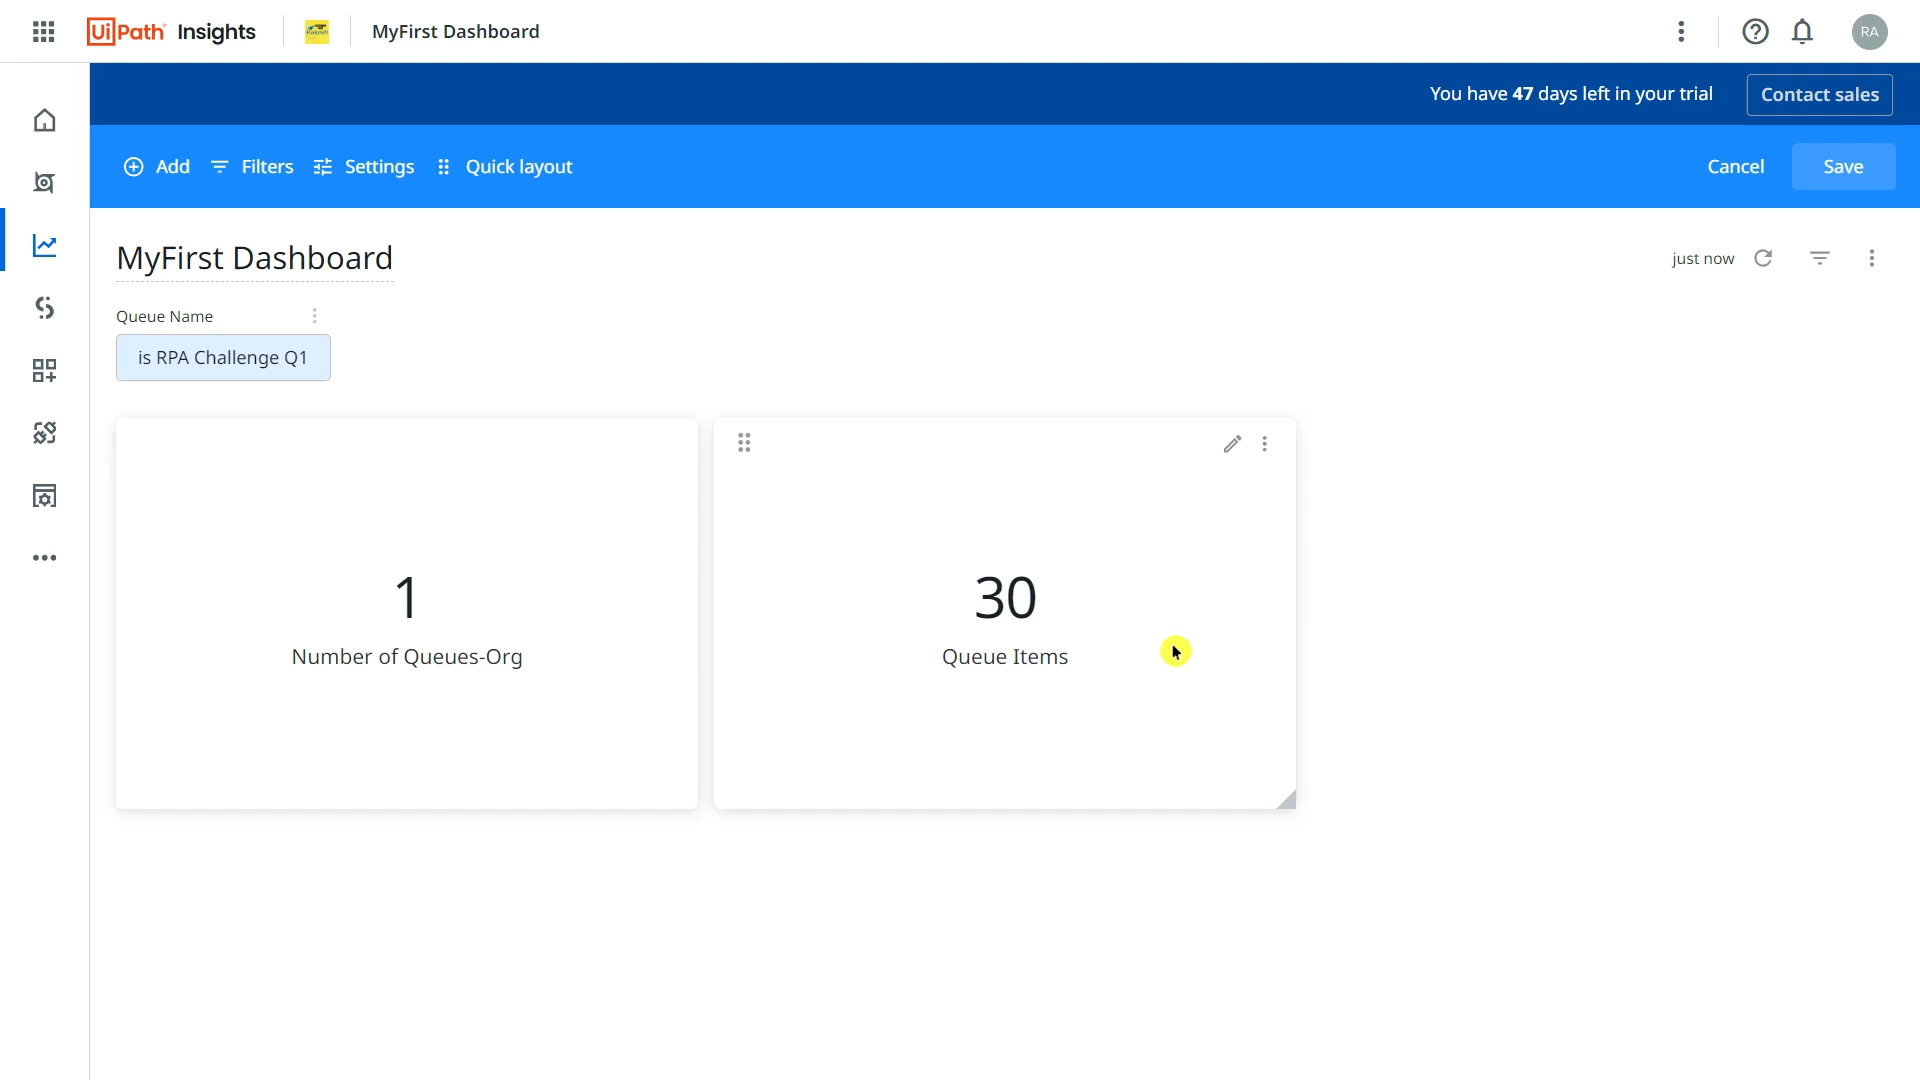 UiPath Insights MyFirst Dashboard RA
You have 47 days left in your trial Contact sales
Add Filters Settings Quick layout Cancel Save
MyFirst Dashboard just now
Queue Name
is RPA Challenge Q1
1
Number of Queues-Org
30
Queue Items